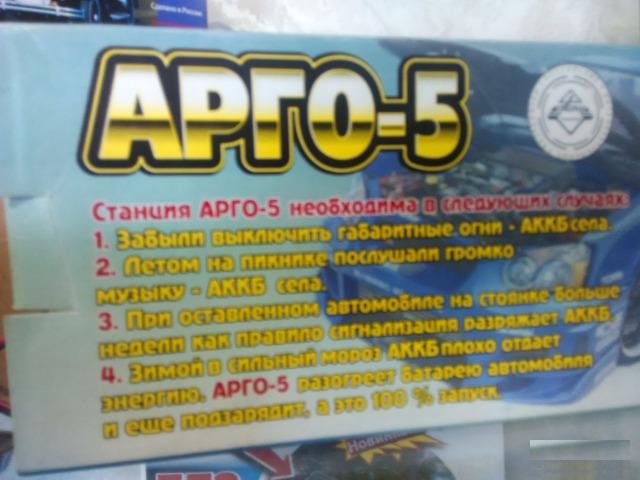 Сделано в России
АРГО-5
Станция АРГО-5 необходима в следующих случаях:
1. Забыли выключить габаритные огни - АККБ села.
2. Летом на пикнике послушали громко
музыку - АККБ села.
3. При оставленном автомобиле на стоянке больше
недели как правило сигнализация разряжает АККБ.
4. Зимой в сильный мороз АККБ плохо отдает
энергию. АРГО-5 разогреет батарею автомобиля
и еще подзарядит, а это 100 % запуск.